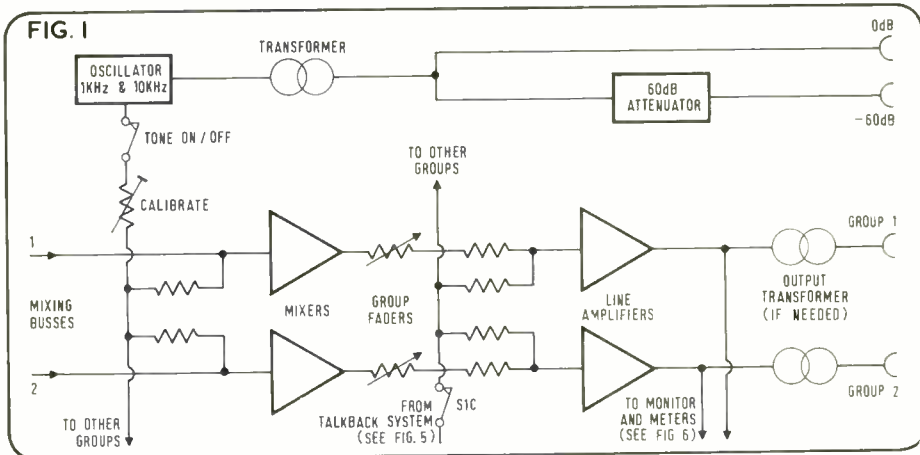 FIG. 1
TRANSFORMER
0dB
OSCILLATOR
1KHz & 10KHz
60dB
ATTENUATOR
-60dB
TONE ON/OFF
TO OTHER
GROUPS
CALIBRATE
1
GROUP 1
MIXING
BUSSES
MIXERS
GROUP
FADERS
LINE
AMPLIFIERS
OUTPUT
TRANSFORMER
(IF NEEDED)
2
GROUP 2
TO OTHER
GROUPS
FROM
TALKBACK SYSTEM
(SEE FIG. 5)
S1C
TO MONITOR
AND METERS
(SEE FIG 6)